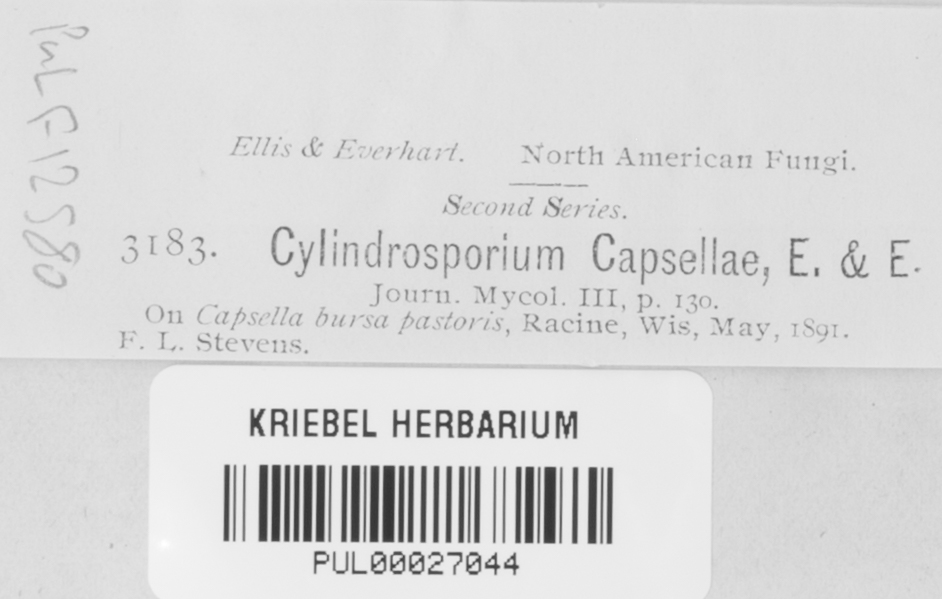 PUL F12580
Ellis & Everhart. North American Fungi.
Second Series.
3183. Cylindrosporium Capsellae, E. & E.
Journ. Mycol. III, p. 130.
On Capsella bursa pastoris, Racine, Wis, May, 1891.
F. L. Stevens.
KRIEBEL HERBARIUM
PUL00027044